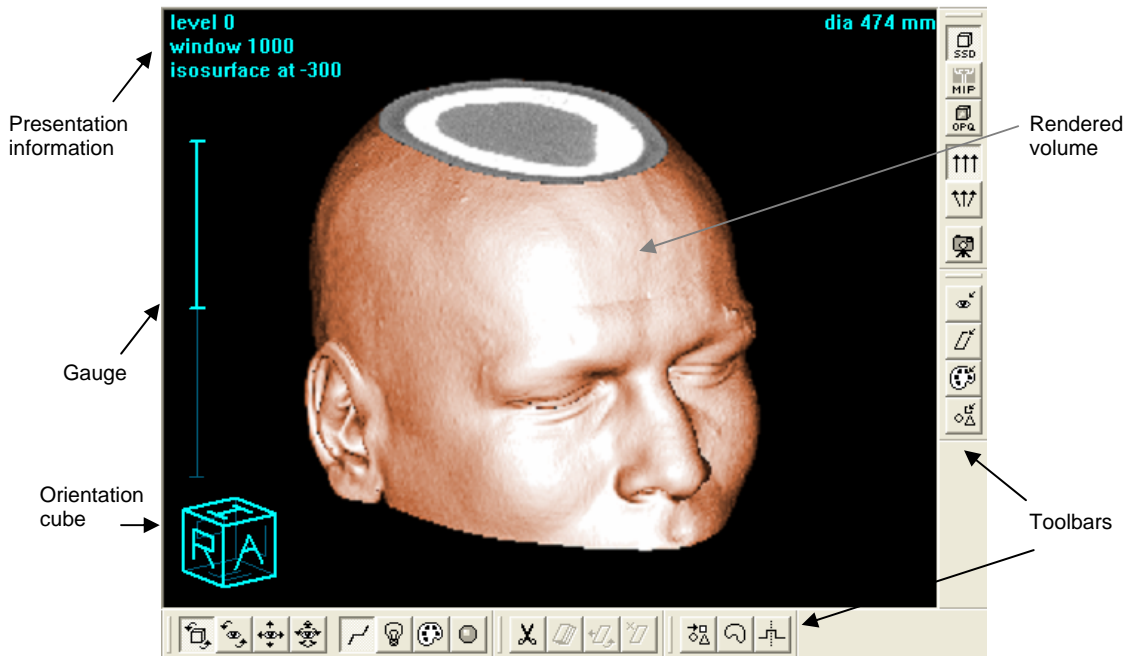 level 0
window 1000
isosurface at -300
dia 474 mm
SSD
MIP
OPQ
Presentation
information
Rendered
volume
Gauge
Orientation
cube
H
R A
Toolbars